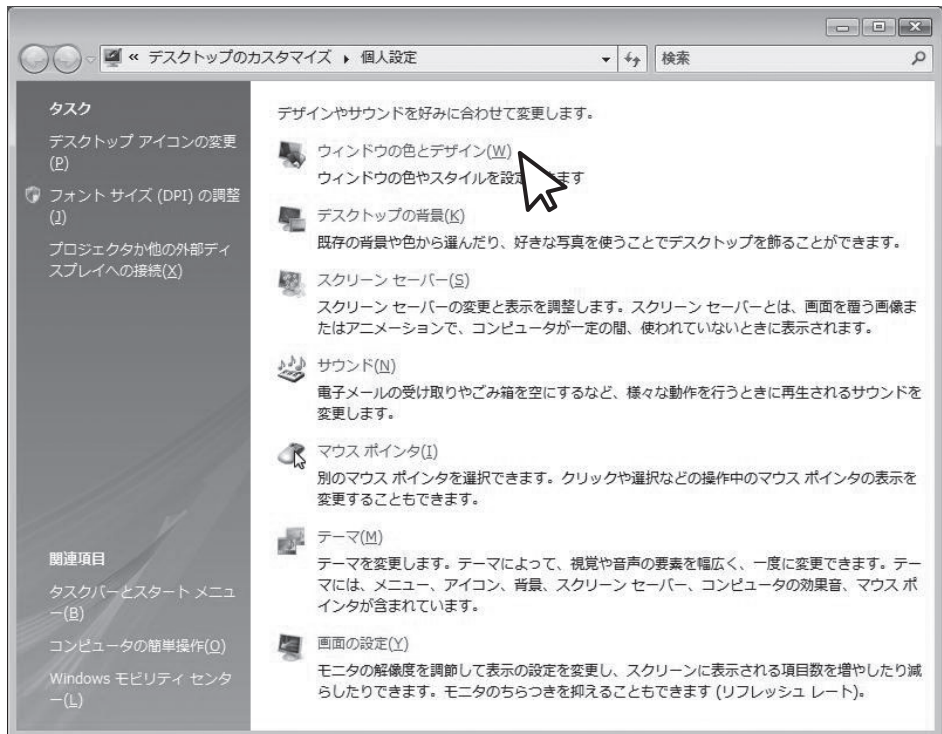 « デスクトップのカスタマイズ ▸ 個人設定
検索
タスク
デスクトップ アイコンの変更
(P)
フォント サイズ (DPI) の調整
(J)
プロジェクタか他の外部ディ
スプレイへの接続(X)
関連項目
タスクバーとスタート メニュ
ー(B)
コンピュータの簡単操作(O)
Windows モビリティ センタ
ー(L)
デザインやサウンドを好みに合わせて変更します。
ウィンドウの色とデザイン(W)
ウィンドウの色やスタイルを設定ます
デスクトップの背景(K)
既存の背景や色から選んだり、好きな写真を使うことでデスクトップを飾ることができます。
スクリーン セーバー(S)
スクリーン セーバーの変更と表示を調整します。スクリーン セーバーとは、画面を覆う画像ま
たはアニメーションで、コンピュータが一定の間、使われていないときに表示されます。
サウンド(N)
電子メールの受け取りやごみ箱を空にするなど、様々な動作を行うときに再生されるサウンドを
変更します。
マウス ポインタ(I)
別のマウス ポインタを選択できます。クリックや選択などの操作中のマウス ポインタの表示を
変更することもできます。
テーマ(M)
テーマを変更します。テーマによって、視覚や音声の要素を幅広く、一度に変更できます。テー
マには、メニュー、アイコン、背景、スクリーン セーバー、コンピュータの効果音、マウス ポ
インタが含まれています。
画面の設定(Y)
モニタの解像度を調節して表示の設定を変更し、スクリーンに表示される項目数を増やしたり減
らしたりできます。モニタのちらつきを抑えることもできます (リフレッシュ レート)。